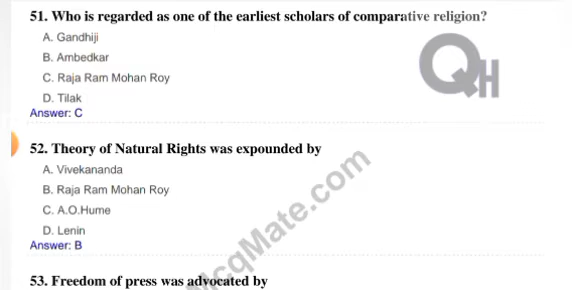 51. Who is regarded as one of the earliest scholars of comparative religion?
A. Gandhiji
B. Ambedkar
C. Raja Ram Mohan Roy
D. Tilak
Answer: C
QH
52. Theory of Natural Rights was expounded by
A. Vivekananda
B. Raja Ram Mohan Roy
C. A.O.Hume
D. Lenin
Answer: B
McqMate.com
53. Freedom of press was advocated by